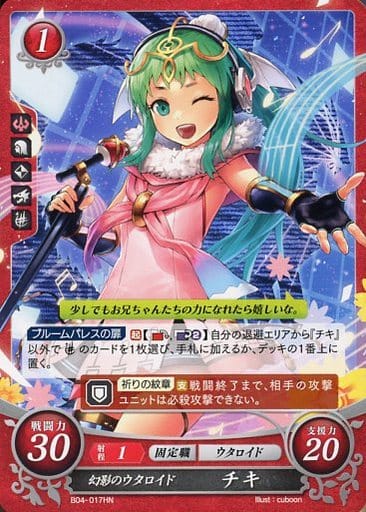 1
少しでもお兄ちゃんたちの力になれたら嬉しいな。
ブルームパレスの扉 起【、2】自分の退避エリアから『チキ』
以外ののカードを1枚選び、手札に加えるか、デッキの1番上に
置く。
祈りの紋章 支 戦闘終了まで、相手の攻撃
ユニットは必殺攻撃できない。
戦闘力
30
射程 1 固定職 ウタロイド
支援力
20
幻影のウタロイド チキ
B04-017HN
Illust : cuboon